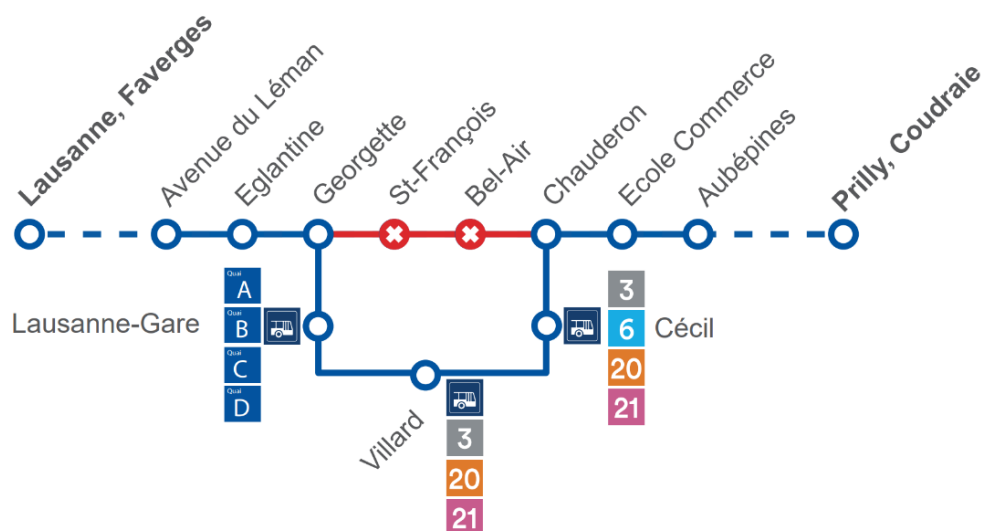 Lausanne, Faverges
Avenue du Léman
Eglantine
Georgette
St-François
Bel-Air
Chauderon
Ecole Commerce
Aubépines
Prilly, Coudraie
Lausanne-Gare
Quai
A
Quai
B
Quai
C
Quai
D
Villard
3
20
21
3
6
20
21
Cécil